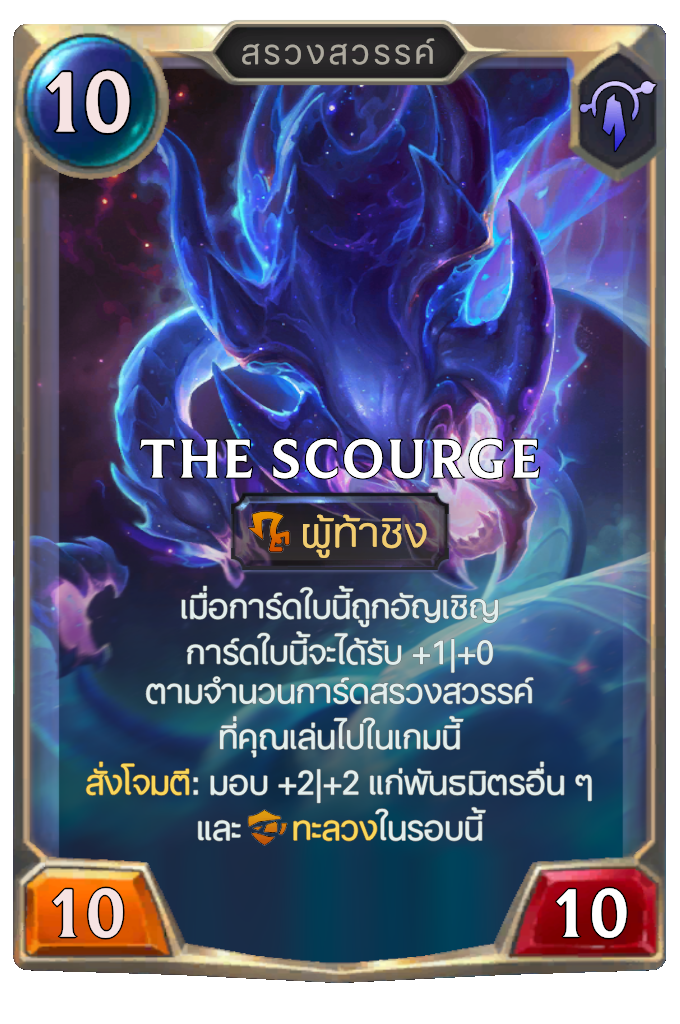 สรวงสวรรค์
10
THE SCOURGE
ผู้ท้าชิง
เมื่อการ์ดใบนี้ถูกอัญเชิญ
การ์ดใบนี้จะได้รับ +1|+0
ตามจำนวนการ์ดสรวงสวรรค์
ที่คุณเล่นไปในเกมนี้
สั่งโจมตี: มอบ +2|+2 แก่พันธมิตรอื่น ๆ
และ ทะลวงในรอบนี้
10
10